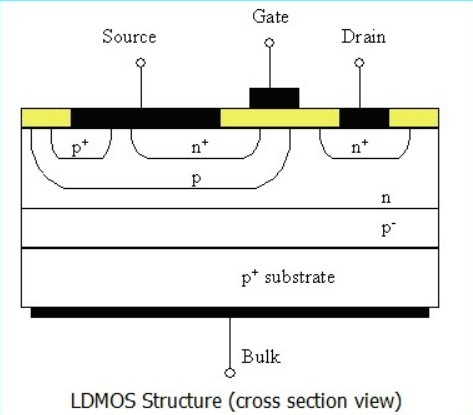 Gate
Source
Drain
p⁺
n⁺
n⁺
p
n
p⁻
p⁺ substrate
Bulk
LDMOS Structure (cross section view)